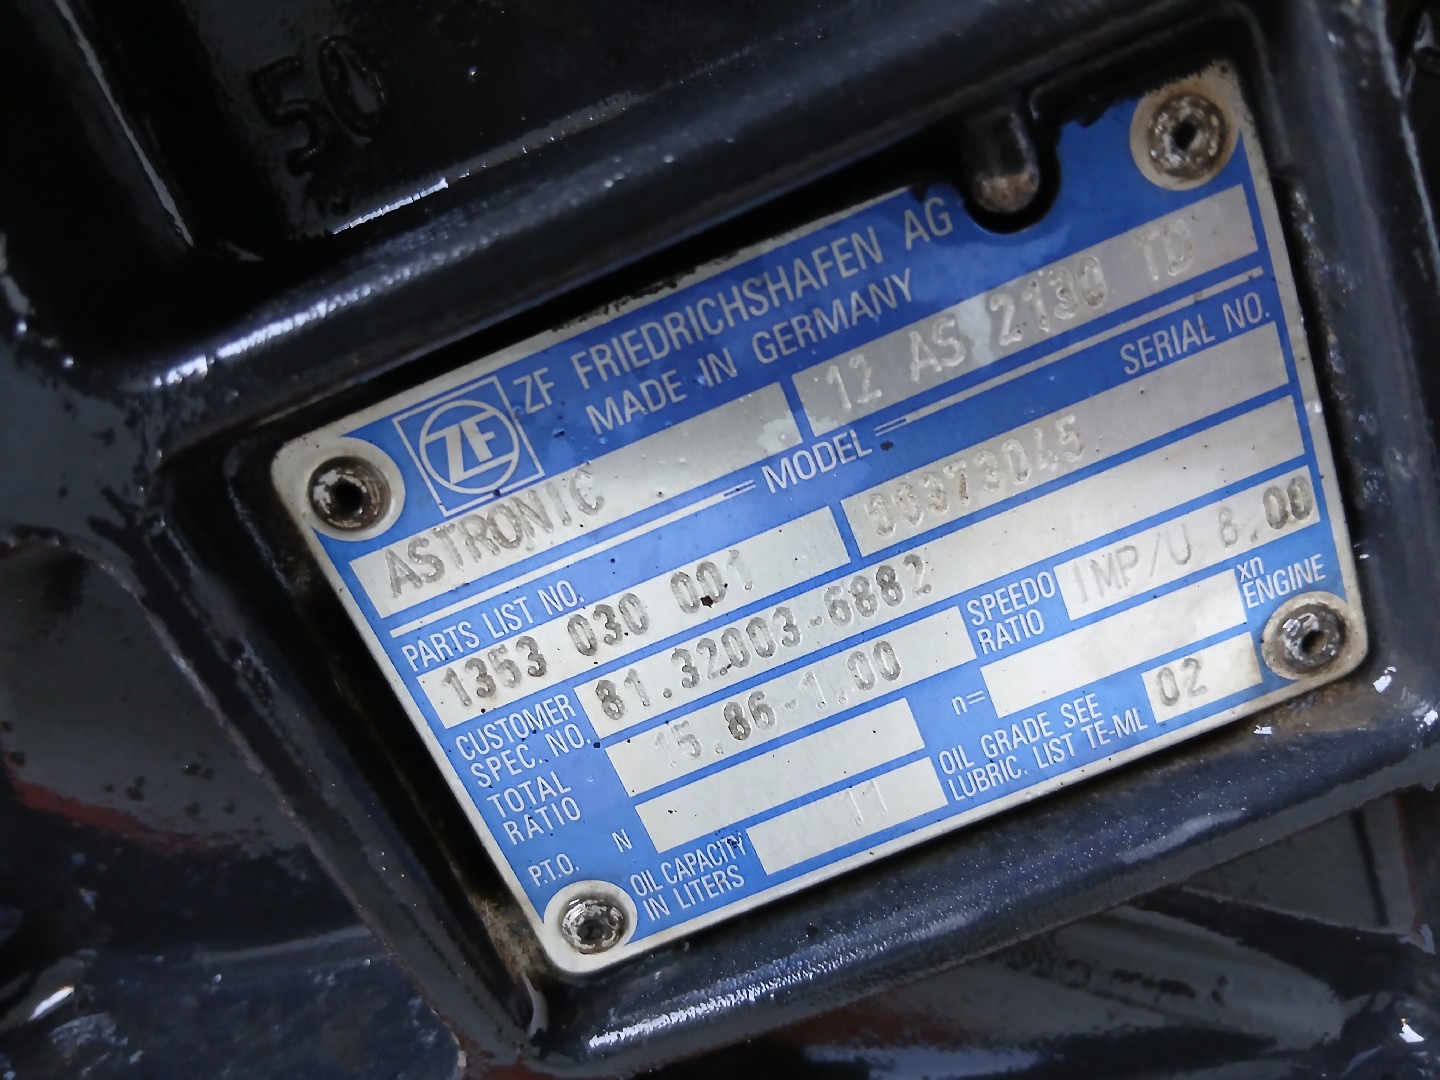 50
ZF
ZF FRIEDRICHSHAFEN AG
MADE IN GERMANY
ASTRONIC
MODEL
12 AS 2130 TD
PARTS LIST NO.
SERIAL NO.
1353 030 001
00373045
CUSTOMER
SPEC. NO.
81.32003-6882
TOTAL
RATIO
15.86-1.00
SPEEDO
RATIO
IMP/U 8.00
P.T.O.
N
n=
xn
ENGINE
OIL CAPACITY
IN LITERS
11
OIL GRADE SEE
LUBRIC. LIST TE-ML
02